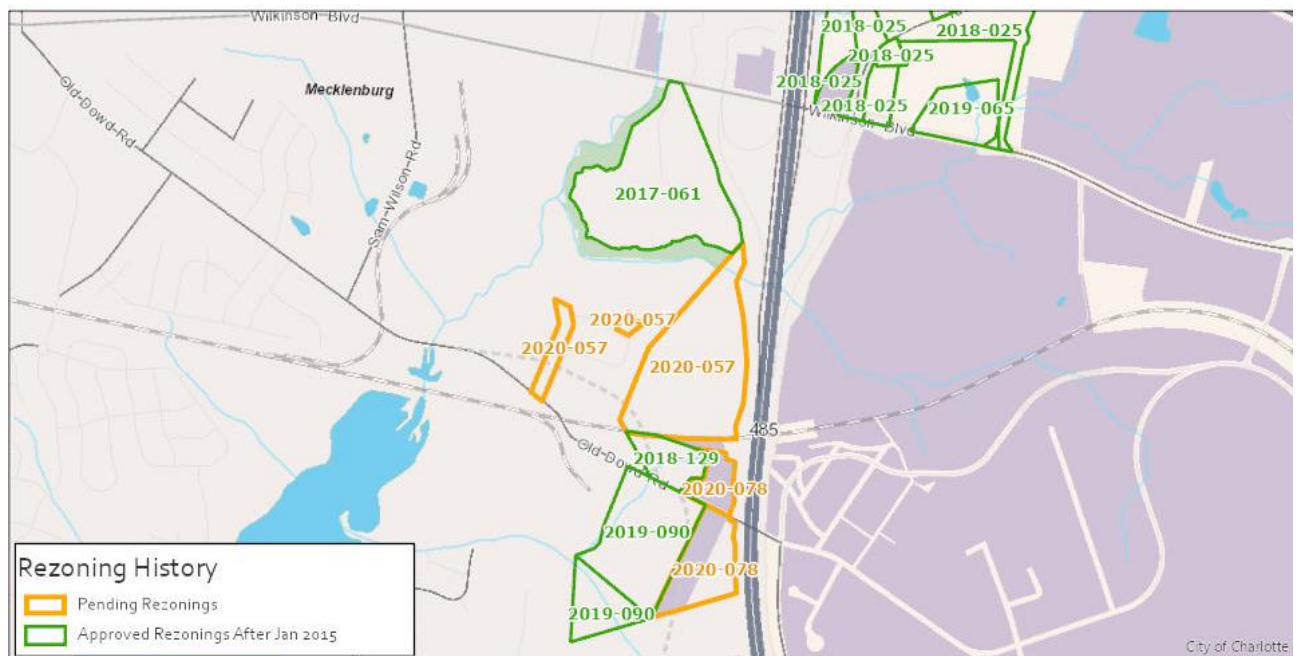 Wilkinson Blvd
2018-025
2018-025
2018-025
2018-025
2018-025
2019-065
Wilkinson Blvd
Mecklenburg
Old-Dowd-Rd
Sam-Wilson-Rd
2017-061
2020-057
2020-057
2020-057
485
2018-129
Old-Dowd-Rd
2020-078
2019-090
2020-078
2019-090
Rezoning History
Pending Rezonings
Approved Rezonings After Jan 2015
City of Charlotte